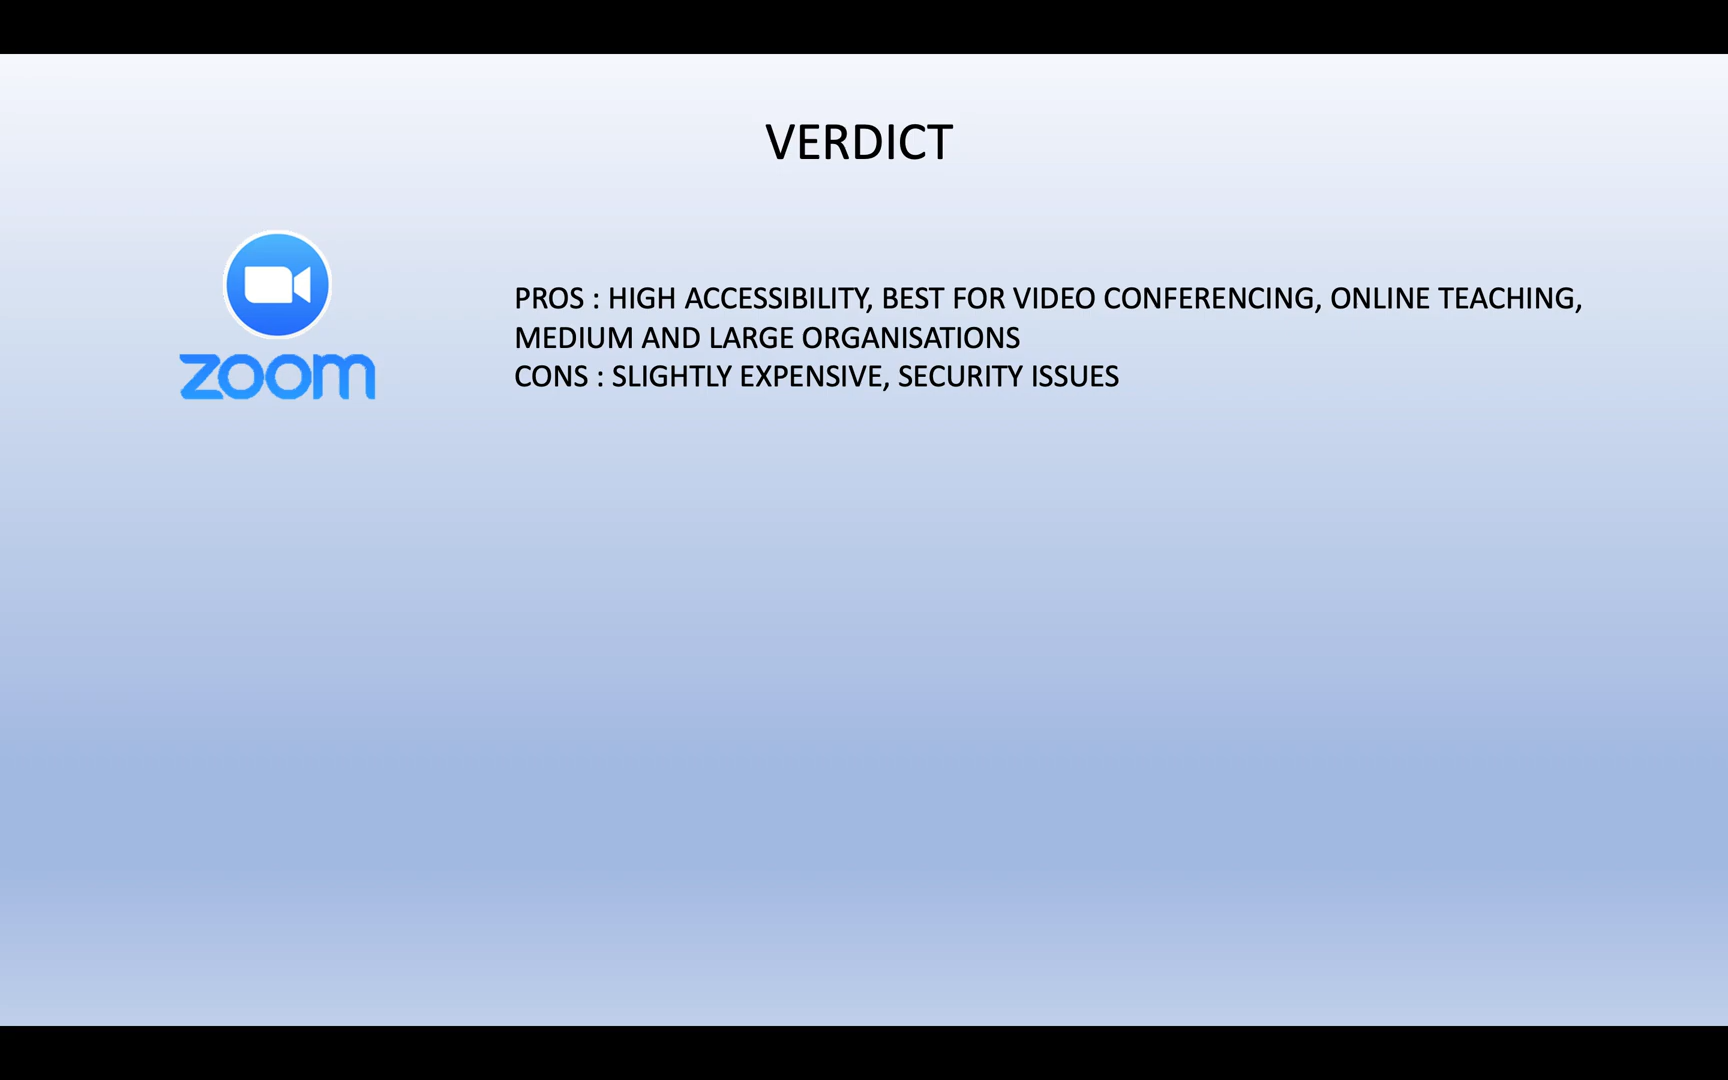 VERDICT
zoom
PROS : HIGH ACCESSIBILITY, BEST FOR VIDEO CONFERENCING, ONLINE TEACHING,
MEDIUM AND LARGE ORGANISATIONS
CONS : SLIGHTLY EXPENSIVE, SECURITY ISSUES